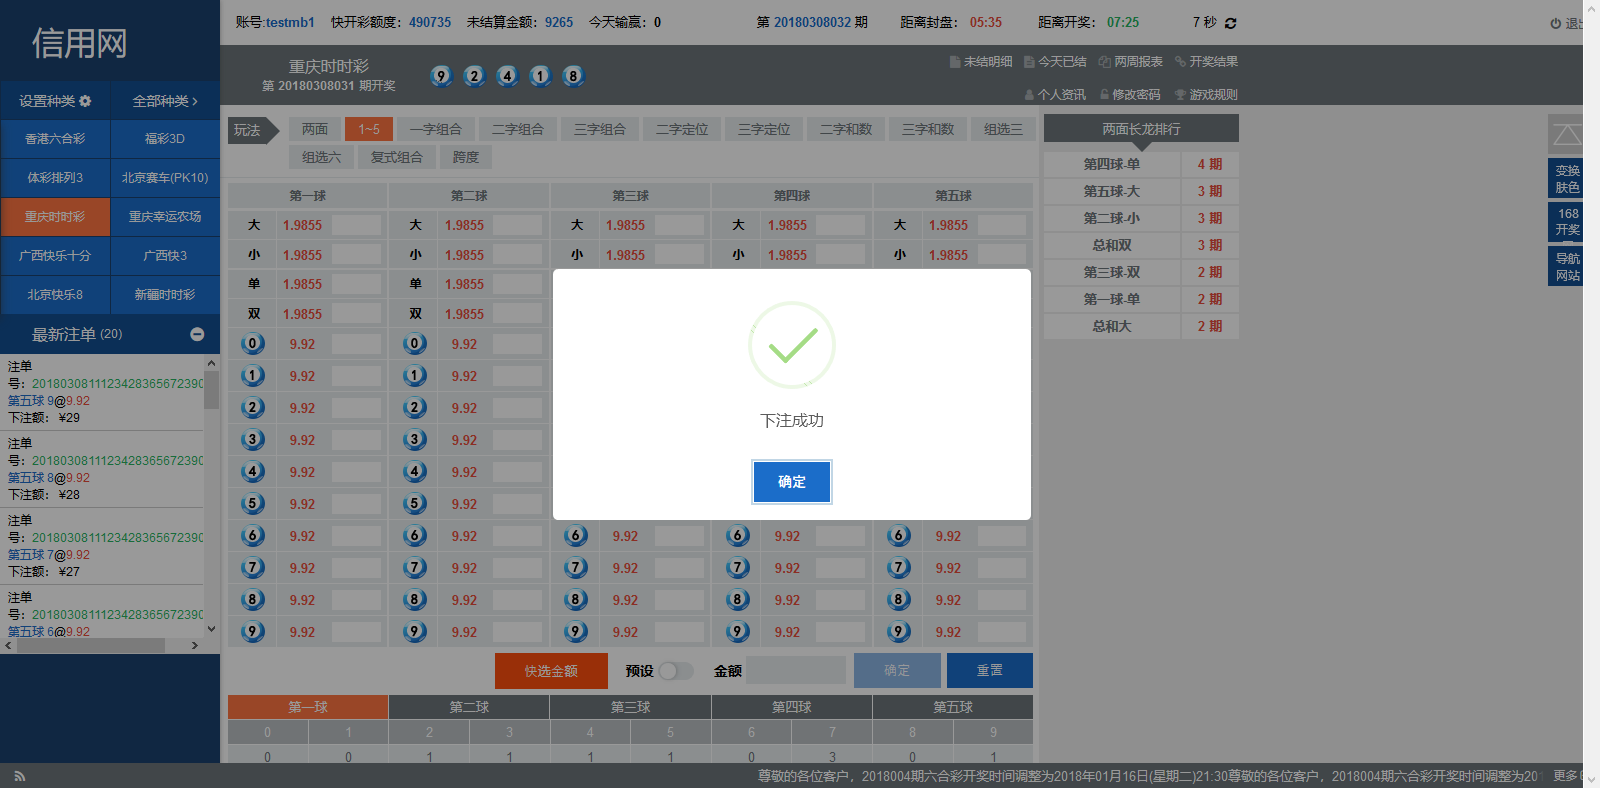 信用网
账号:testmb1 快开彩额度：490735 未结算金额：9265 今天输赢：0 第 20180308032 期 距离封盘： 05:35 距离开奖： 07:25 7 秒
重庆时时彩
第 20180308031 期开奖
9 2 4 1 8
未结明细 今天已结 两周报表 开奖结果
个人资讯 修改密码 游戏规则
设置种类 全部种类
香港六合彩 福彩3D
体彩排列3 北京赛车(PK10)
重庆时时彩 重庆幸运农场
广西快乐十分 广西快3
北京快乐8 新疆时时彩
最新注单 (20)
注单
号：2018030811123428365672390
第五球 9@9.92
下注额： ¥29
注单
号：2018030811123428365672390
第五球 8@9.92
下注额： ¥28
注单
号：2018030811123428365672390
第五球 7@9.92
下注额： ¥27
注单
号：2018030811123428365672390
第五球 6@9.92
玩法 两面 1~5 一字组合 二字组合 三字组合 二字定位 三字定位 二字和数 三字和数 组选三
组选六 复式组合 跨度
第一球 第二球 第三球 第四球 第五球
大 1.9855 大 1.9855 大 1.9855 大 1.9855 大 1.9855
小 1.9855 小 1.9855 小 1.9855 小 1.9855 小 1.9855
单 1.9855 单 1.9855
双 1.9855 双 1.9855
0 9.92 0 9.92
1 9.92 1 9.92
2 9.92 2 9.92
3 9.92 3 9.92
4 9.92 4 9.92
5 9.92 5 9.92
6 9.92 6 9.92 6 9.92 6 9.92 6 9.92
7 9.92 7 9.92 7 9.92 7 9.92 7 9.92
8 9.92 8 9.92 8 9.92 8 9.92 8 9.92
9 9.92 9 9.92 9 9.92 9 9.92 9 9.92
下注成功
确定
快选金额 预设 金额 确定 重置
第一球 第二球 第三球 第四球 第五球
0 1 2 3 4 5 6 7 8 9
0 0 1 1 1 1 0 3 0 1
两面长龙排行
第四球-单 4 期
第五球-大 3 期
第二球-小 3 期
总和双 3 期
第三球-双 2 期
第一球-单 2 期
总和大 2 期
变换
肤色
168
开奖
导航
网站
尊敬的各位客户，2018004期六合彩开奖时间调整为2018年01月16日(星期二)21:30尊敬的各位客户，2018004期六合彩开奖时间调整为201 更多